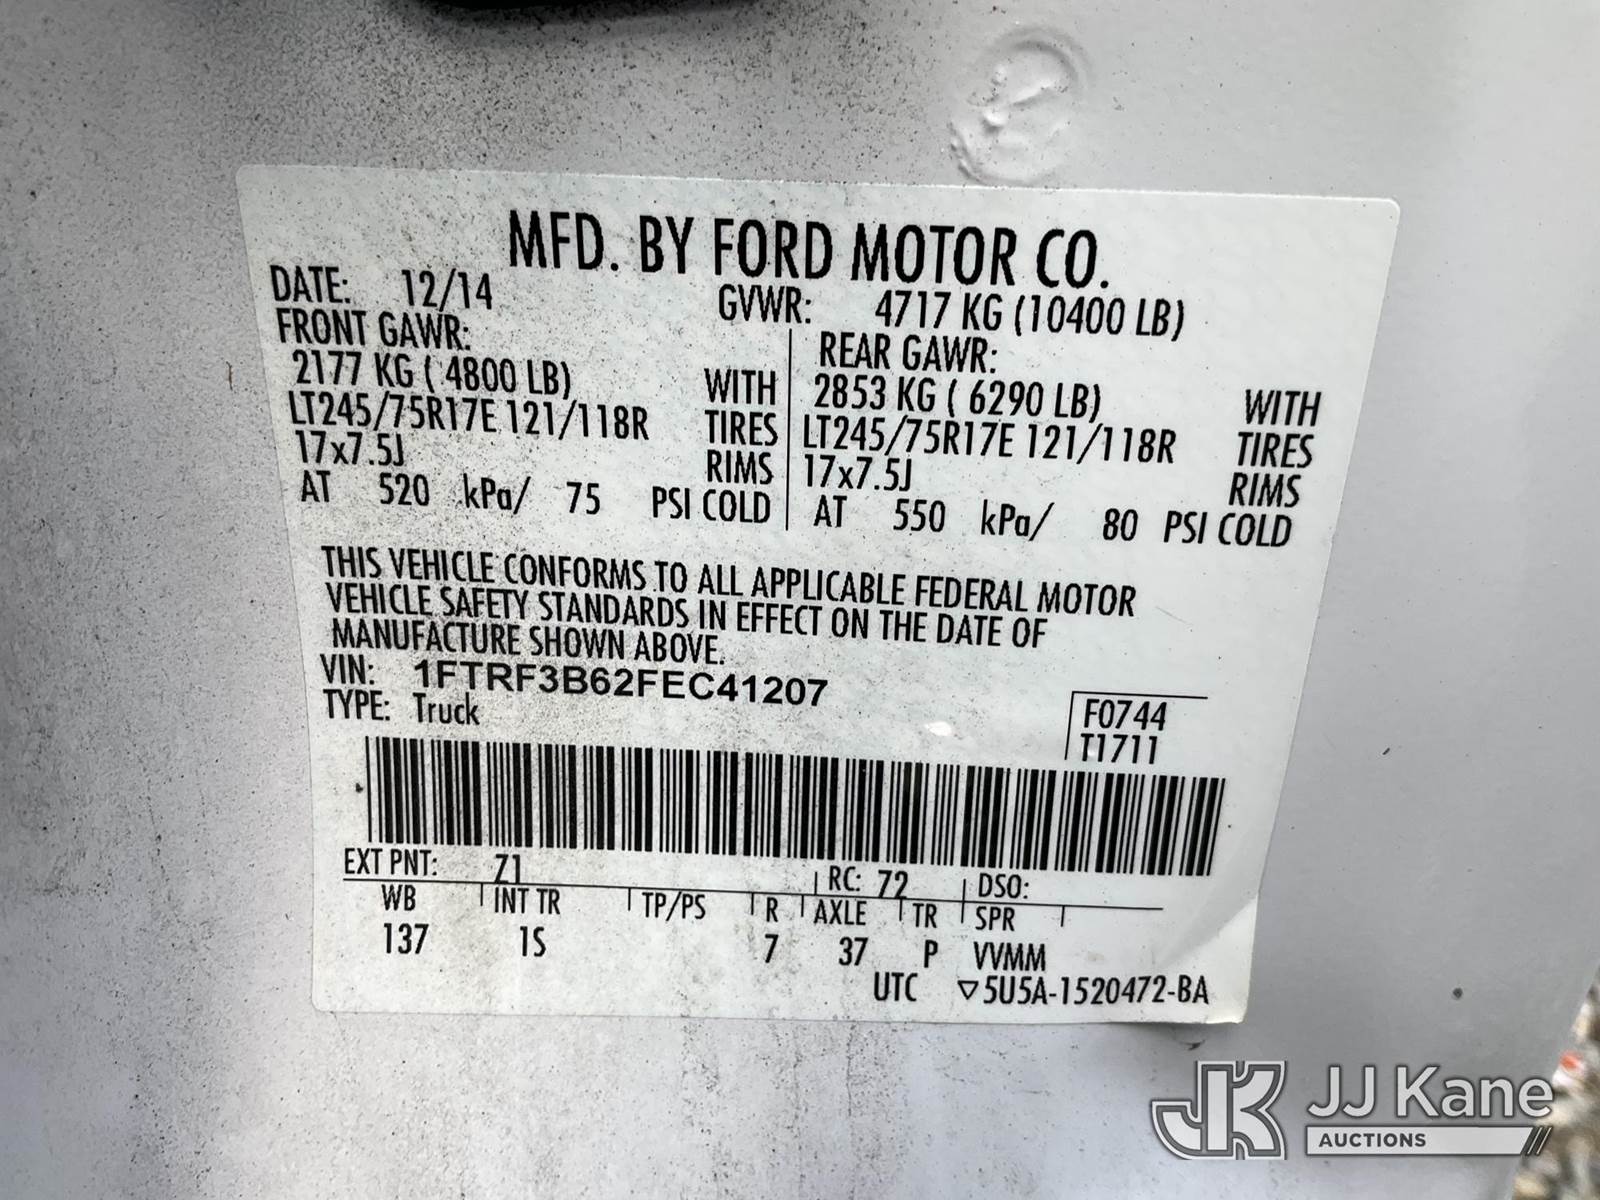 MFD. BY FORD MOTOR CO.
DATE: 12/14 GVWR: 4717 KG (10400 LB)
FRONT GAWR: REAR GAWR:
2177 KG ( 4800 LB) WITH 2853 KG ( 6290 LB) WITH
LT245/75R17E 121/118R TIRES LT245/75R17E 121/118R TIRES
17x7.5J RIMS 17x7.5J RIMS
AT 520 kPa/ 75 PSI COLD AT 550 kPa/ 80 PSI COLD
THIS VEHICLE CONFORMS TO ALL APPLICABLE FEDERAL MOTOR
VEHICLE SAFETY STANDARDS IN EFFECT ON THE DATE OF
MANUFACTURE SHOWN ABOVE.
VIN: 1FTRF3B62FEC41207
TYPE: Truck
F0744
T1711
EXT PNT: Z1 RC: 72 DSO:
WB INT TR TP/PS R AXLE TR SPR
137 1S 7 37 P VVMM
UTC ▽5U5A-1520472-BA
JK JJ Kane
AUCTIONS